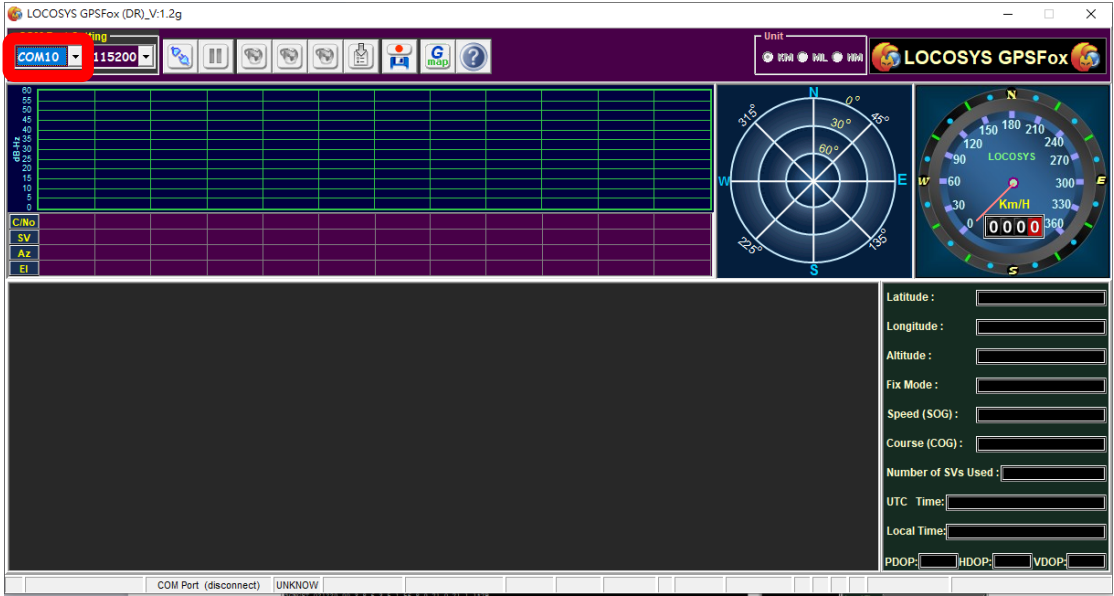 LOCOSYS GPSFox (DR)_V:1.2g
COM10
115200
G
map
?
Unit
KM
MIL
NM
LOCOSYS GPSFox
60
55
50
45
40
35
30
25
20
15
10
5
0
dB-Hz
C/No
SV
Az
El
N
0°
315°
45°
30°
60°
W
E
225°
135°
S
N
150 180 210
120 240
90 LOCOSYS 270
W 60 300 E
30 Km/H 330
0 0000 360
S
Latitude :
Longitude :
Altitude :
Fix Mode :
Speed (SOG) :
Course (COG) :
Number of SVs Used :
UTC Time:
Local Time:
PDOP: HDOP: VDOP:
COM Port (disconnect) UNKNOW